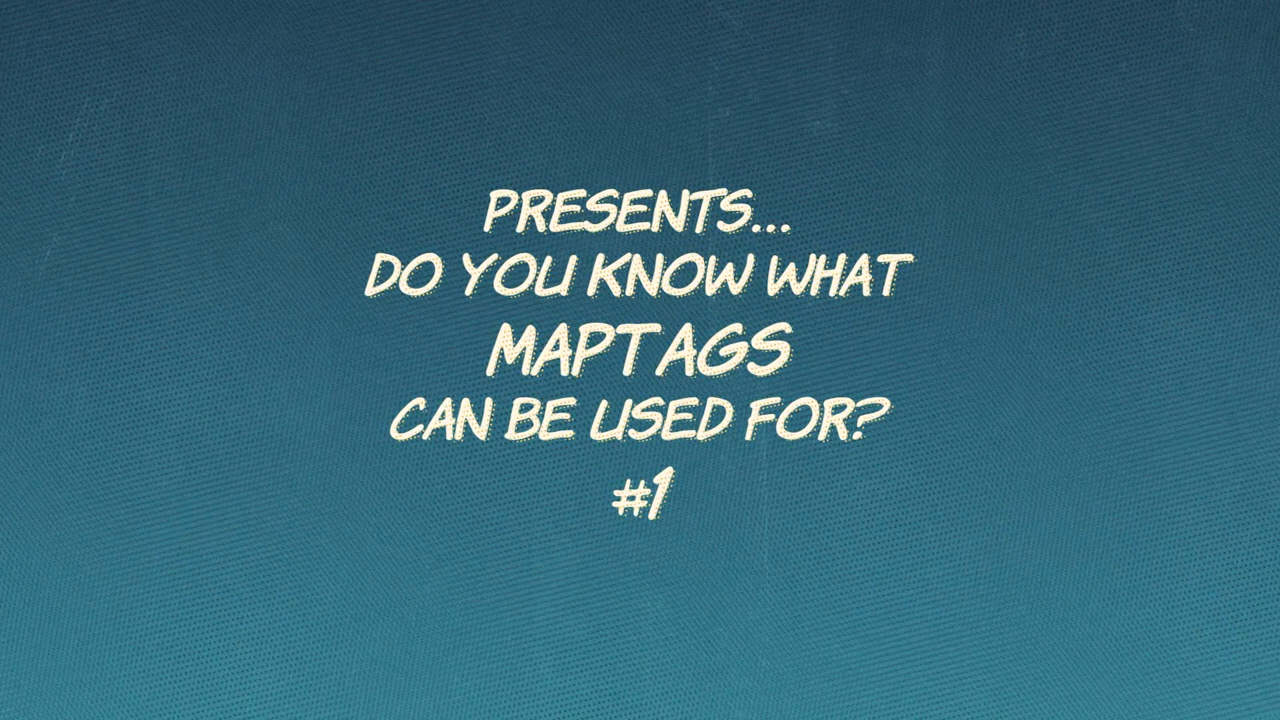 PRESENTS...
DO YOU KNOW WHAT
MAPTAGS
CAN BE USED FOR?
#1